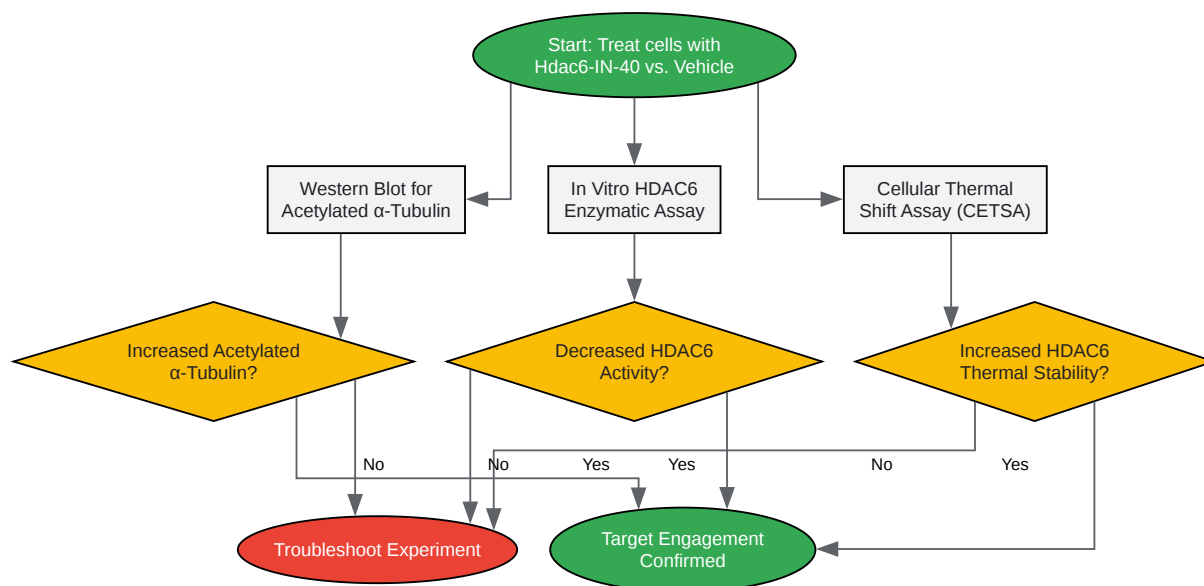 Start: Treat cells with
Hdac6-IN-40 vs. Vehicle
Western Blot for
Acetylated α-Tubulin
In Vitro HDAC6
Enzymatic Assay
Cellular Thermal
Shift Assay (CETSA)
Increased Acetylated
α-Tubulin?
Decreased HDAC6
Activity?
Increased HDAC6
Thermal Stability?
No
No
Yes
Yes
No
Yes
Troubleshoot Experiment
Target Engagement
Confirmed